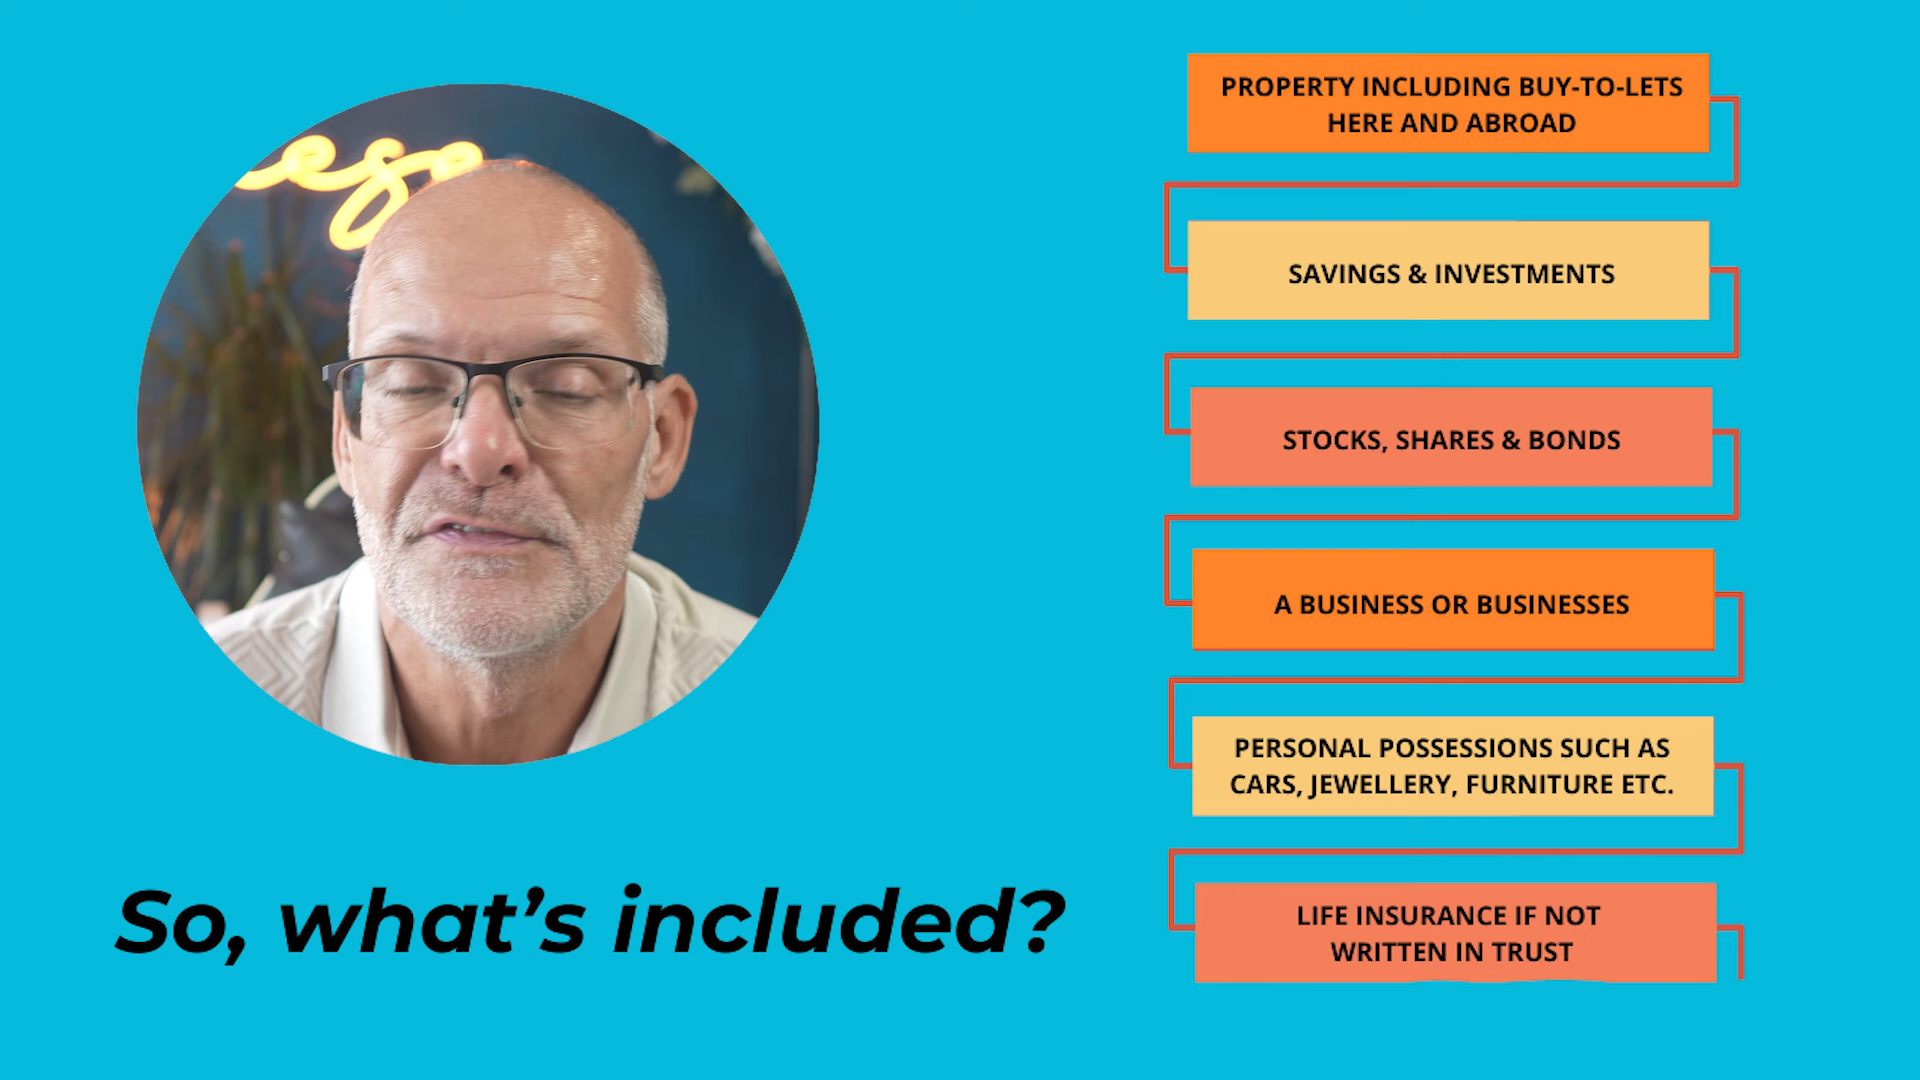 PROPERTY INCLUDING BUY-TO-LETS
HERE AND ABROAD
SAVINGS & INVESTMENTS
STOCKS, SHARES & BONDS
A BUSINESS OR BUSINESSES
PERSONAL POSSESSIONS SUCH AS
CARS, JEWELLERY, FURNITURE ETC.
LIFE INSURANCE IF NOT
WRITTEN IN TRUST
So, what’s included?